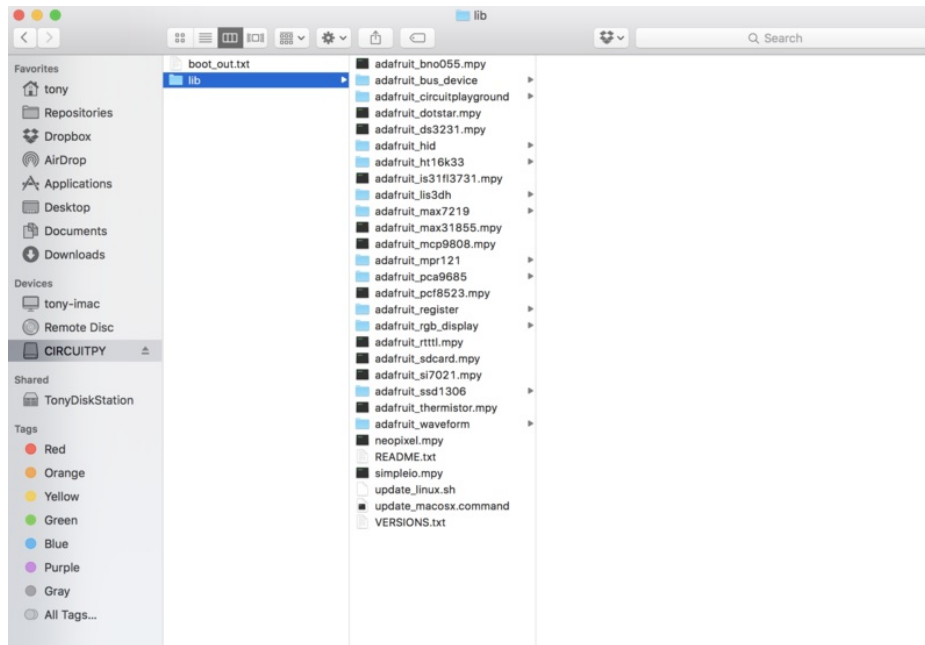 lib
Search
Favorites
tony
Repositories
Dropbox
AirDrop
Applications
Desktop
Documents
Downloads
Devices
tony-imac
Remote Disc
CIRCUITPY
Shared
TonyDiskStation
Tags
Red
Orange
Yellow
Green
Blue
Purple
Gray
All Tags...
boot_out.txt
lib
adafruit_bno055.mpy
adafruit_bus_device
adafruit_circuitplayground
adafruit_dotstar.mpy
adafruit_ds3231.mpy
adafruit_hid
adafruit_ht16k33
adafruit_is31fl3731.mpy
adafruit_lis3dh
adafruit_max7219
adafruit_max31855.mpy
adafruit_mcp9808.mpy
adafruit_mpr121
adafruit_pca9685
adafruit_pcf8523.mpy
adafruit_register
adafruit_rgb_display
adafruit_rtttl.mpy
adafruit_sdcard.mpy
adafruit_si7021.mpy
adafruit_ssd1306
adafruit_thermistor.mpy
adafruit_waveform
neopixel.mpy
README.txt
simpleio.mpy
update_linux.sh
update_macosx.command
VERSIONS.txt